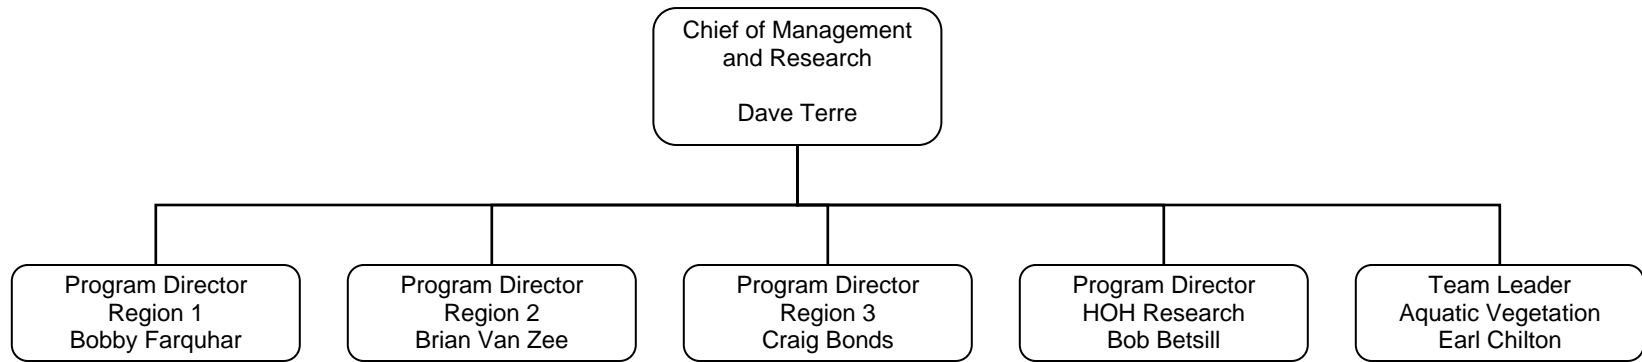 Chief of Management
and Research
Dave Terre
Program Director
Region 1
Bobby Farquhar
Program Director
Region 2
Brian Van Zee
Program Director
Region 3
Craig Bonds
Program Director
HOH Research
Bob Betsill
Team Leader
Aquatic Vegetation
Earl Chilton